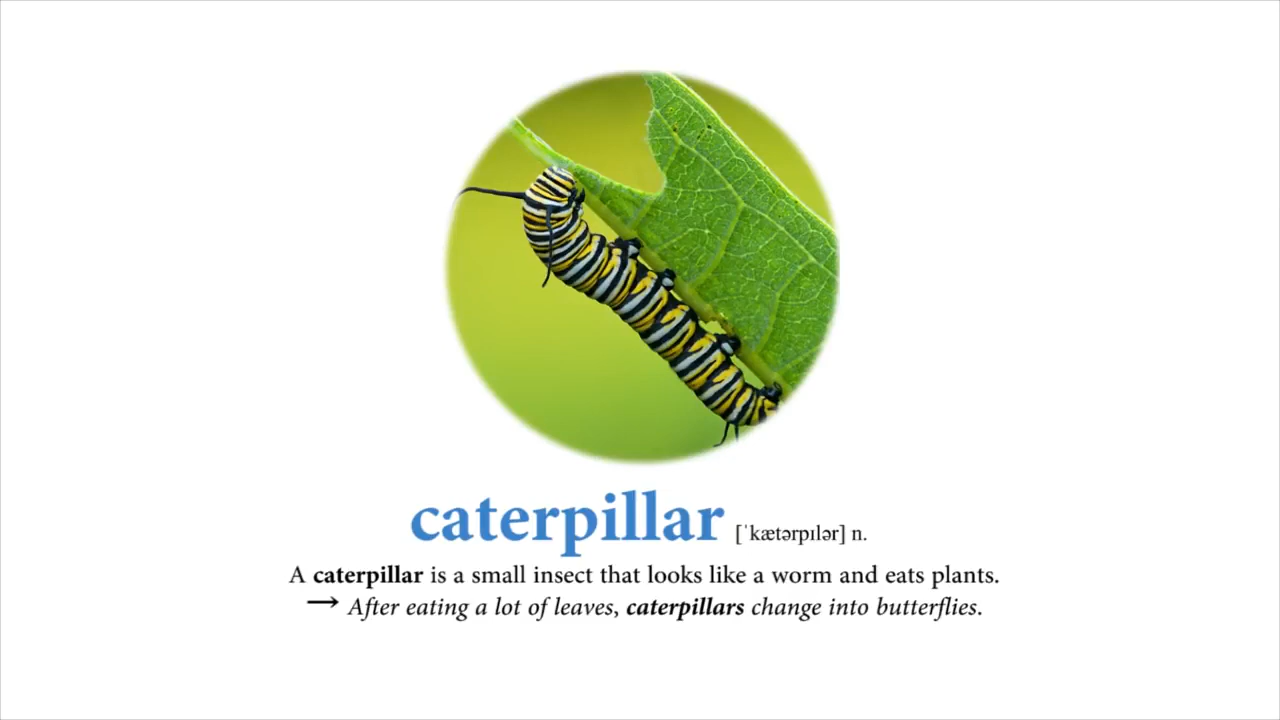 caterpillar [ˈkætərpɪlər] n.
A caterpillar is a small insect that looks like a worm and eats plants.
→ After eating a lot of leaves, caterpillars change into butterflies.